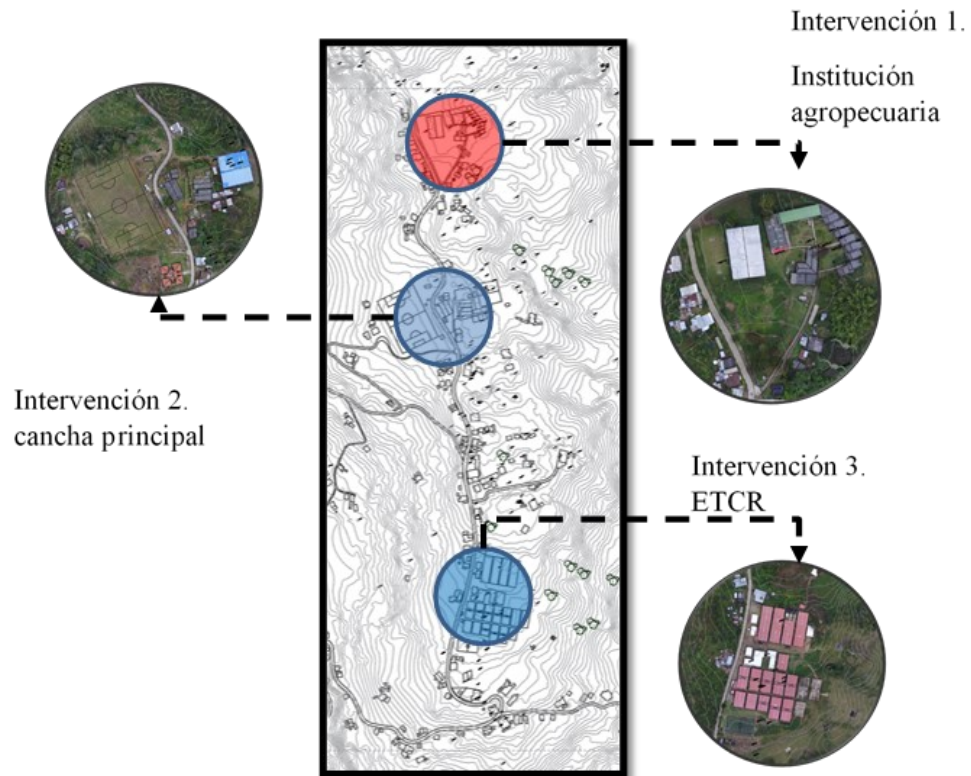 Intervención 1.
Institución
agropecuaria
Intervención 2.
cancha principal
Intervención 3.
ETCR